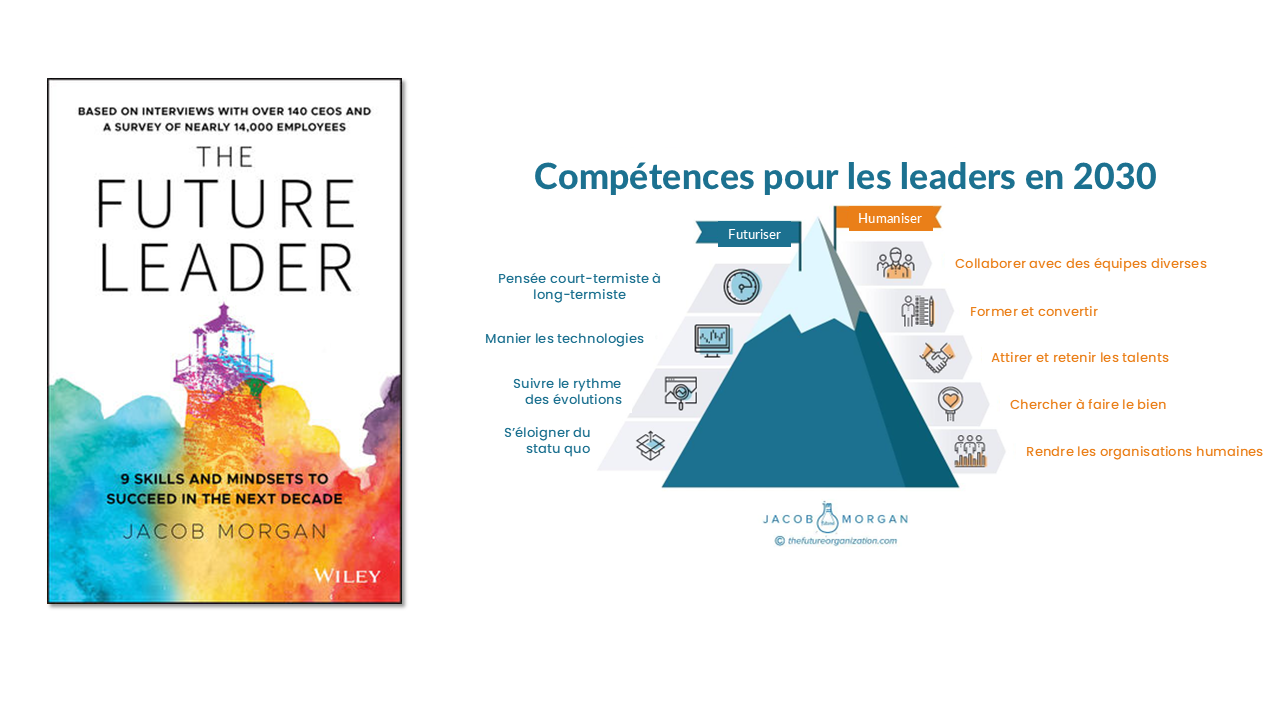 BASED ON INTERVIEWS WITH OVER 140 CEOS AND
A SURVEY OF NEARLY 14,000 EMPLOYEES
THE
FUTURE
LEADER
9 SKILLS AND MINDSETS TO
SUCCEED IN THE NEXT DECADE
JACOB MORGAN
WILEY
Compétences pour les leaders en 2030
Futuriser
Pensée court-termiste à
long-termiste
Manier les technologies
Suivre le rythme
des évolutions
S'éloigner du
statu quo
Humaniser
Collaborer avec des équipes diverses
Former et convertir
Attirer et retenir les talents
Chercher à faire le bien
Rendre les organisations humaines
JACOB MORGAN
© thefutureorganization.com